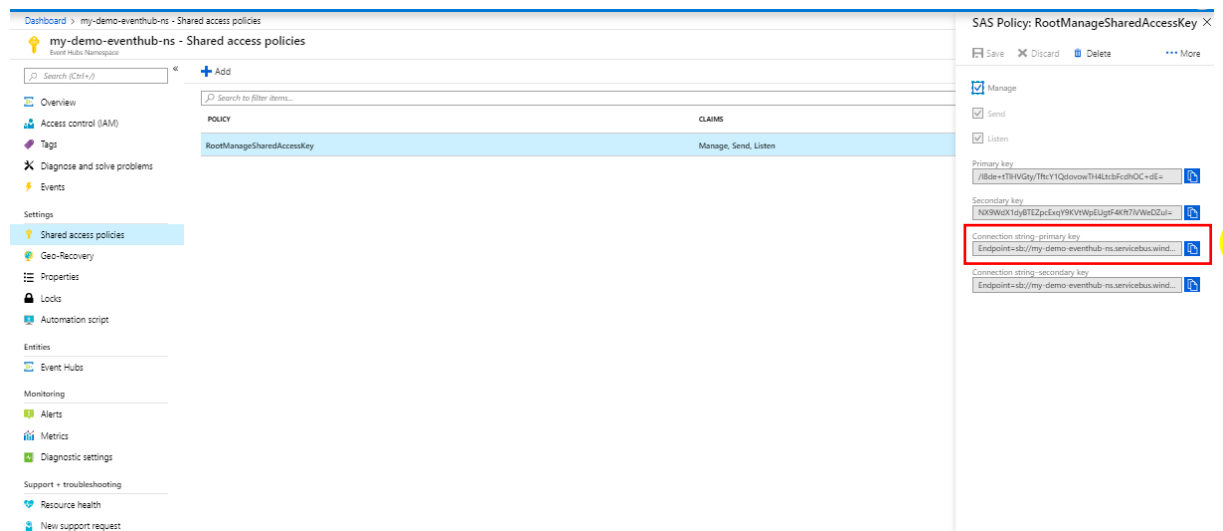 Dashboard > my-demo-eventhub-ns - Shared access policies
my-demo-eventhub-ns - Shared access policies
Event Hubs Namespace
Search (Ctrl+/)
«
Overview
Access control (IAM)
Tags
Diagnose and solve problems
Events
Settings
Shared access policies
Geo-Recovery
Properties
Locks
Automation script
Entities
Event Hubs
Monitoring
Alerts
Metrics
Diagnostic settings
Support + troubleshooting
Resource health
New support request
Add
Search to filter items...
POLICY CLAIMS
RootManageSharedAccessKey Manage, Send, Listen
SAS Policy: RootManageSharedAccessKey
Save Discard Delete ••• More
Manage
Send
Listen
Primary key
Secondary key
Connection string–primary key
Endpoint=sb://my-demo-eventhub-ns.servicebus.wind...
Connection string–secondary key
Endpoint=sb://my-demo-eventhub-ns.servicebus.wind...